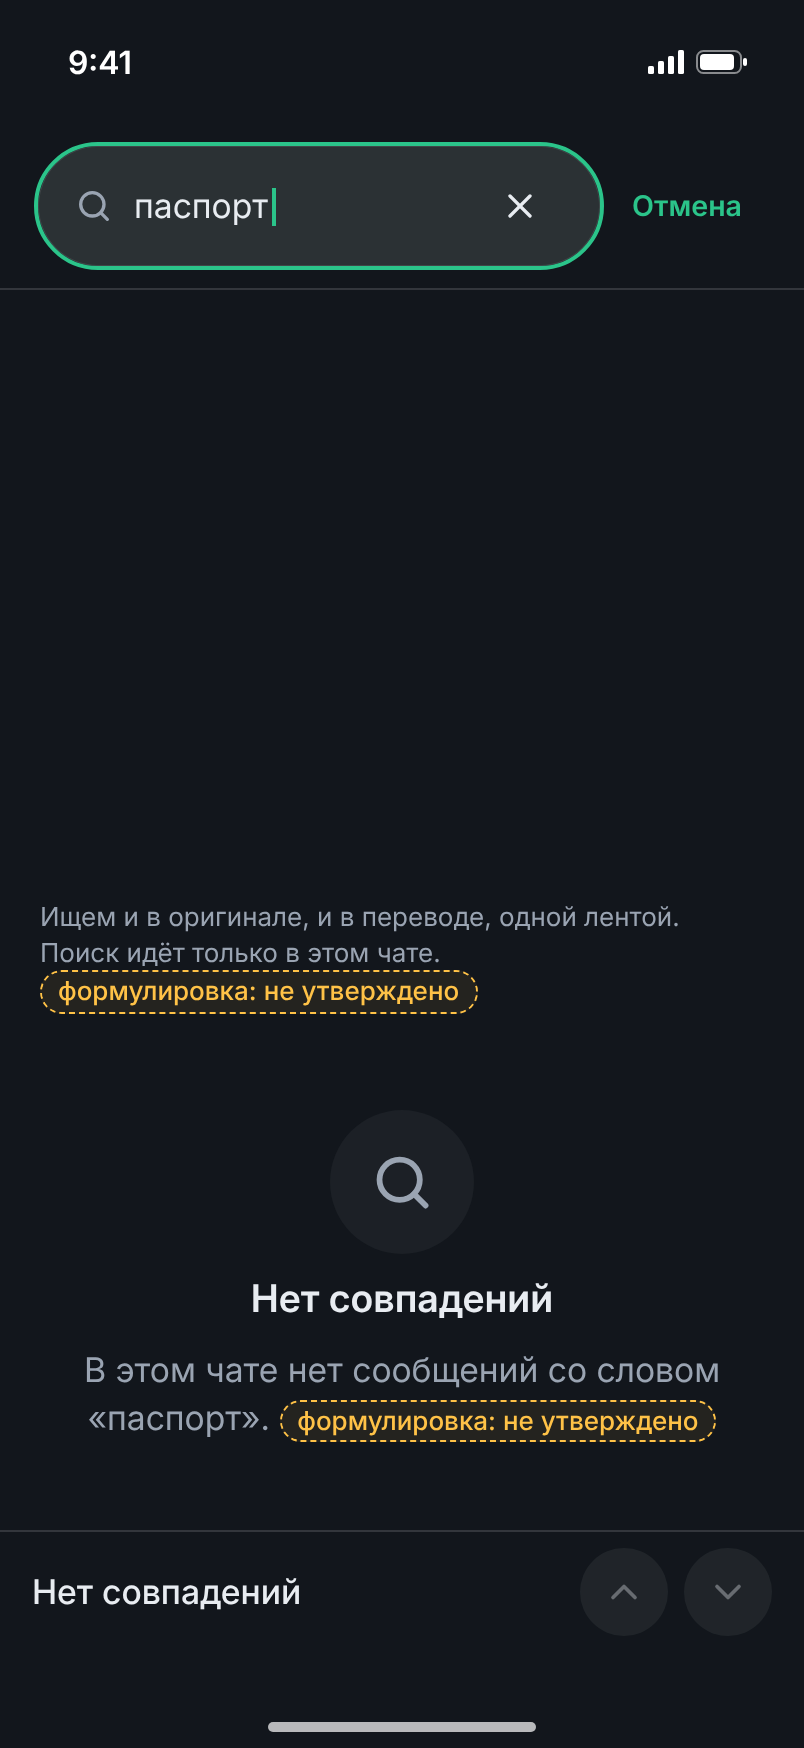 9:41
паспорт
Отмена
Ищем и в оригинале, и в переводе, одной лентой.
Поиск идёт только в этом чате.
формулировка: не утверждено
Нет совпадений
В этом чате нет сообщений со словом
«паспорт». формулировка: не утверждено
Нет совпадений